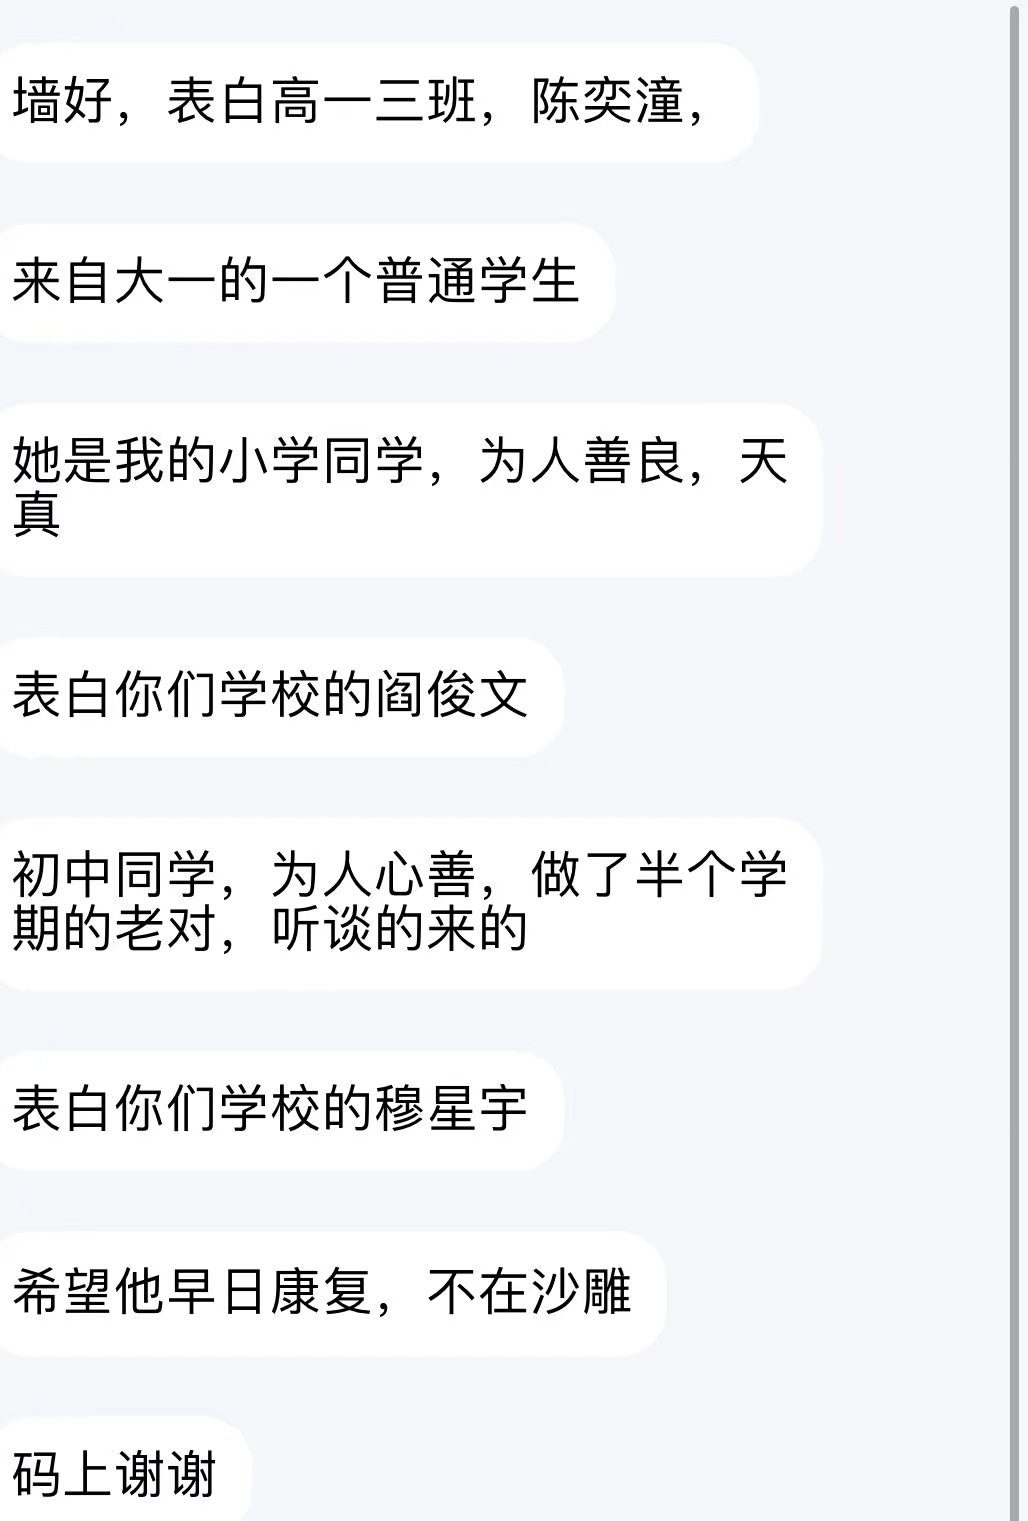 墙好，表白高一三班，陈奕潼，
来自大一的一个普通学生
她是我的小学同学，为人善良，天
真
表白你们学校的阎俊文
初中同学，为人心善，做了半个学
期的老对，听谈的来的
表白你们学校的穆星宇
希望他早日康复，不在沙雕
码上谢谢